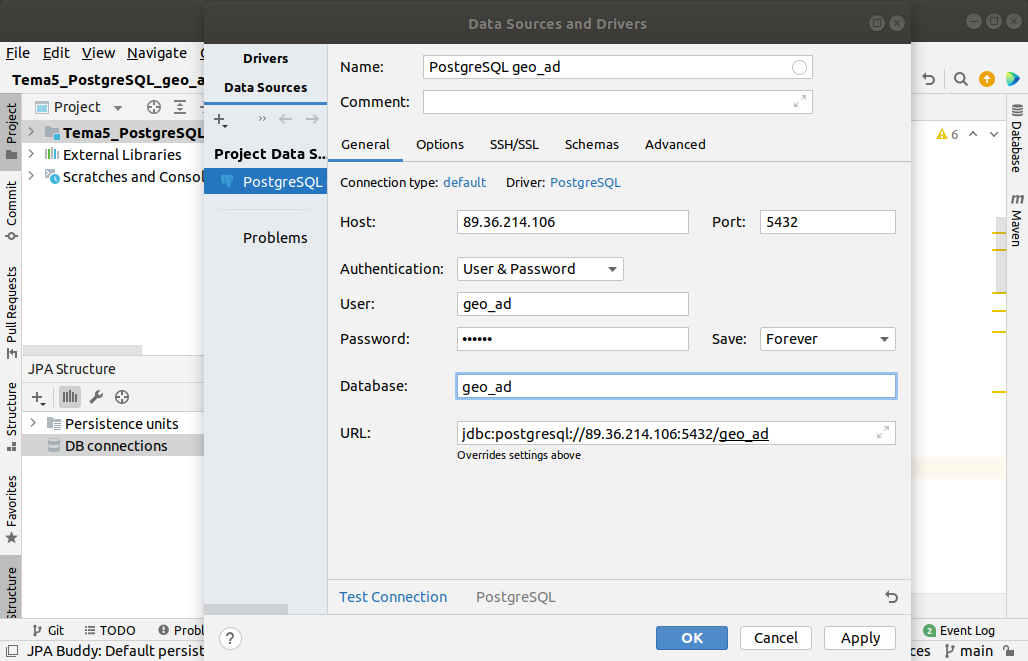 Data Sources and Drivers
File Edit View Navigate
Tema5_PostgreSQL_geo_a
Project
Tema5_PostgreSQL
External Libraries
Scratches and Consol
Project
Commit
Pull Requests
Structure
Favorites
JPA Structure
Persistence units
DB connections
Git
TODO
Probl
JPA Buddy: Default persist
Drivers
Data Sources
Project Data S...
PostgreSQL
Problems
Name: PostgreSQL geo_ad
Comment:
General Options SSH/SSL Schemas Advanced
Connection type: default Driver: PostgreSQL
Host: 89.36.214.106 Port: 5432
Authentication: User & Password
User: geo_ad
Password: •••••• Save: Forever
Database: geo_ad
URL: jdbc:postgresql://89.36.214.106:5432/geo_ad
Overrides settings above
Test Connection PostgreSQL
? OK Cancel Apply
6
Database
m Maven
2 Event Log
ces main